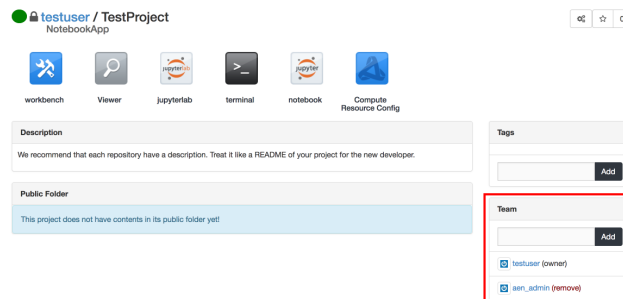 testuser / TestProject
NotebookApp
jupyterlab
>_
jupyter
workbench
Viewer
jupyterlab
terminal
notebook
Compute
Resource Config
Description
We recommend that each repository have a description. Treat it like a README of your project for the new developer.
Public Folder
This project does not have contents in its public folder yet!
Tags
Add
Team
Add
testuser (owner)
aen_admin (remove)